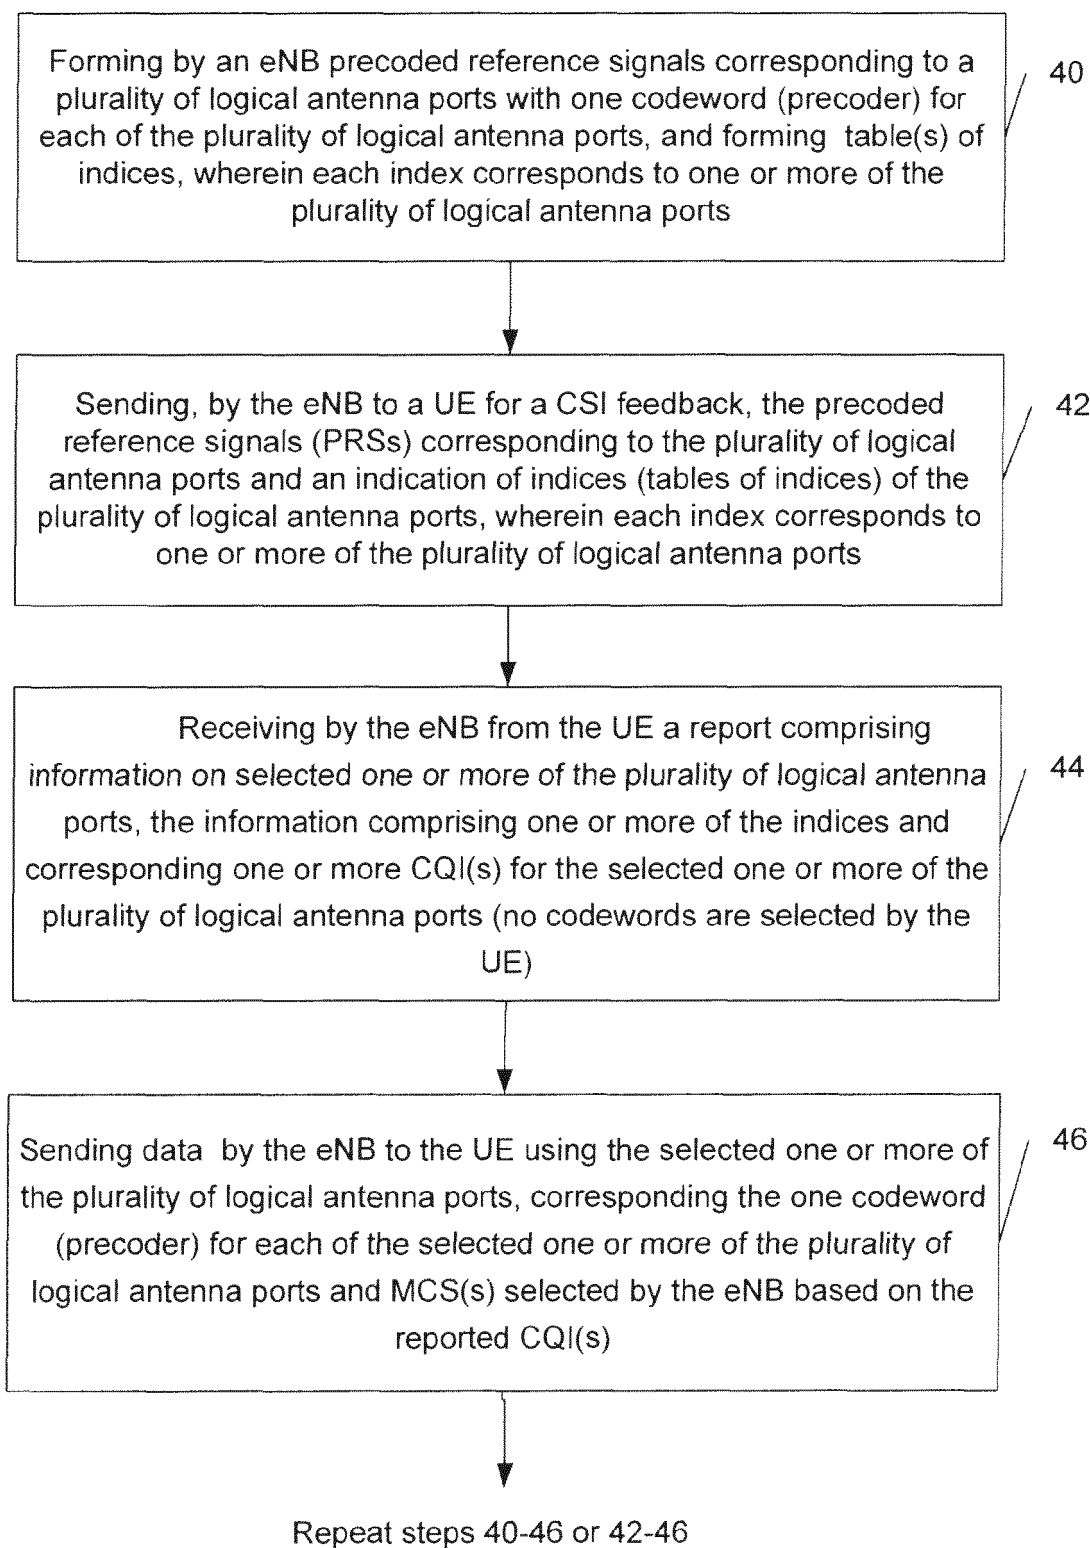 Forming by an eNB precoded reference signals corresponding to a
plurality of logical antenna ports with one codeword (precoder) for
each of the plurality of logical antenna ports, and forming table(s) of
indices, wherein each index corresponds to one or more of the
plurality of logical antenna ports
40
Sending, by the eNB to a UE for a CSI feedback, the precoded
reference signals (PRSs) corresponding to the plurality of logical
antenna ports and an indication of indices (tables of indices) of the
plurality of logical antenna ports, wherein each index corresponds to
one or more of the plurality of logical antenna ports
42
Receiving by the eNB from the UE a report comprising
information on selected one or more of the plurality of logical antenna
ports, the information comprising one or more of the indices and
corresponding one or more CQI(s) for the selected one or more of the
plurality of logical antenna ports (no codewords are selected by the
UE)
44
Sending data by the eNB to the UE using the selected one or more of
the plurality of logical antenna ports, corresponding the one codeword
(precoder) for each of the selected one or more of the plurality of
logical antenna ports and MCS(s) selected by the eNB based on the
reported CQI(s)
46
Repeat steps 40-46 or 42-46